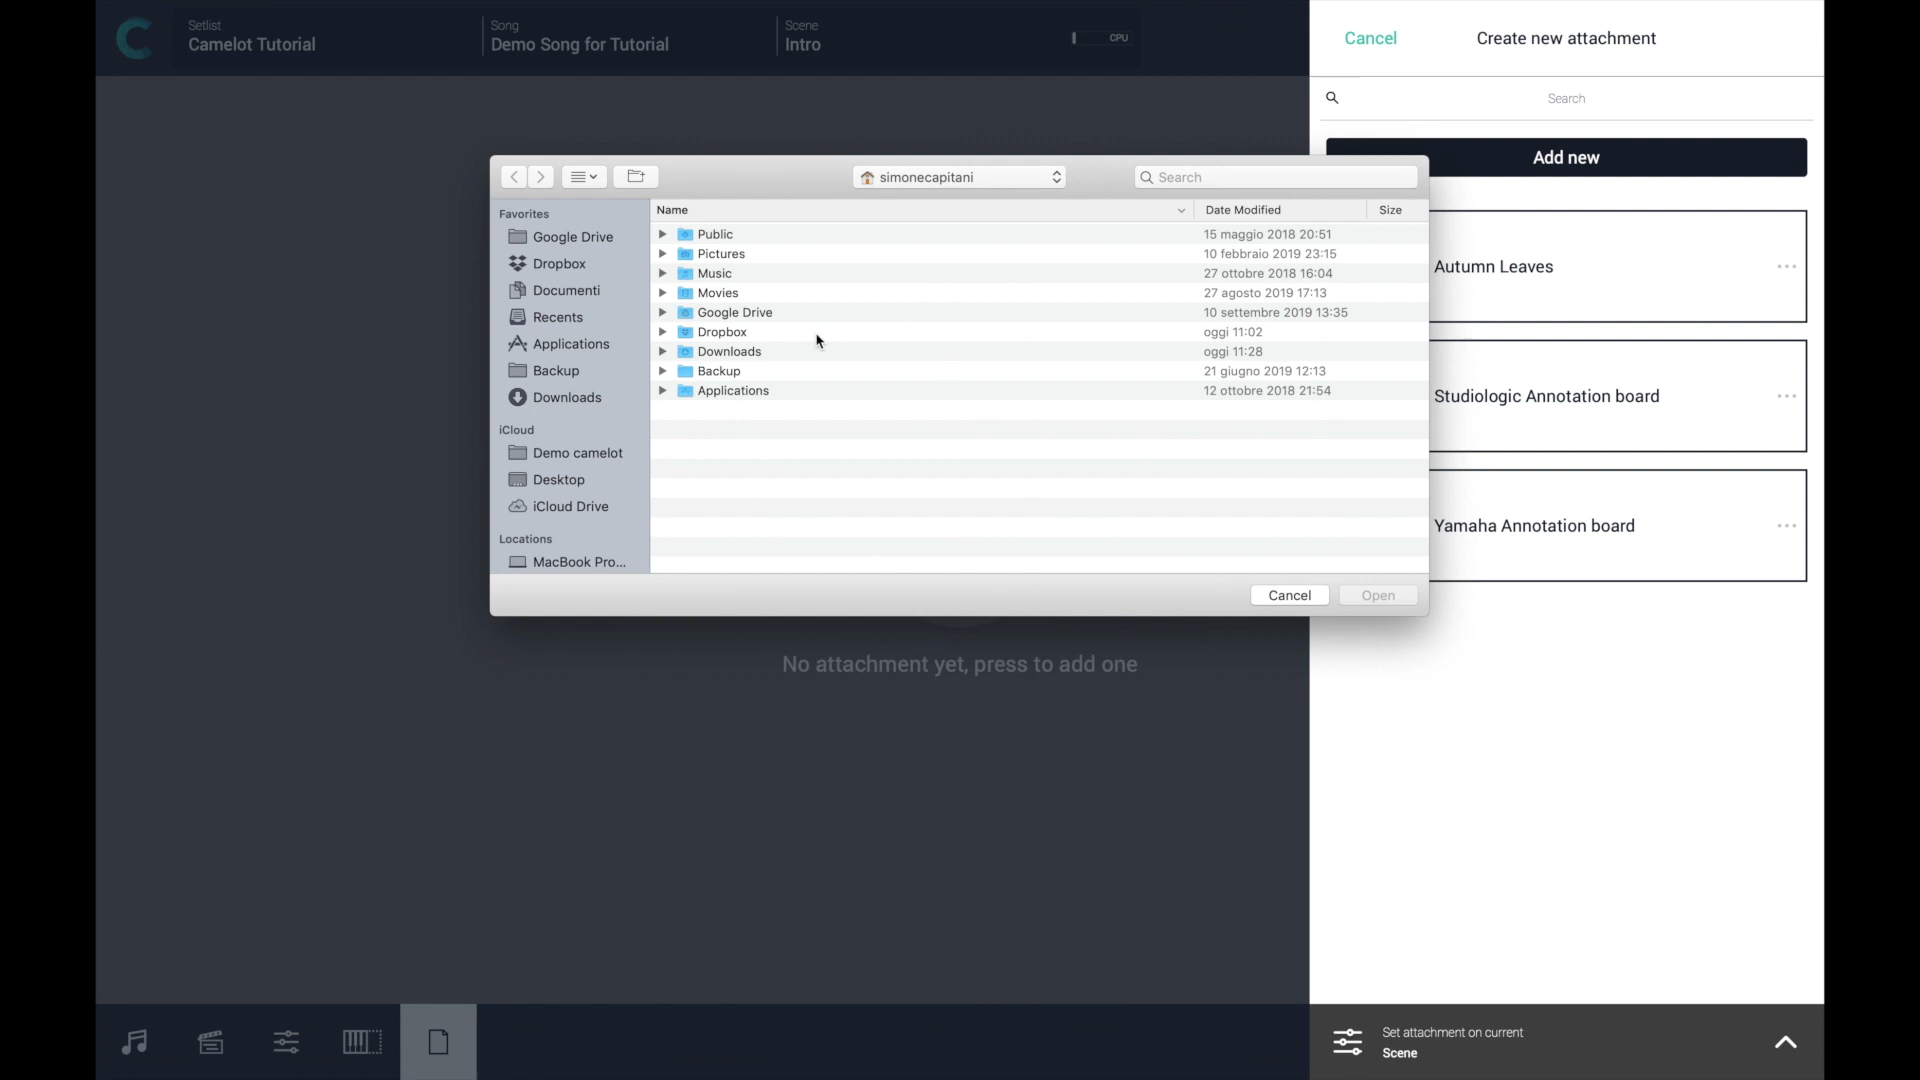 Setlist
Camelot Tutorial
Song
Demo Song for Tutorial
Scene
Intro
CPU
Cancel
Create new attachment
Search
Add new
simonecapitani
Search
Favorites
Google Drive
Dropbox
Documenti
Recents
Applications
Backup
Downloads
iCloud
Demo camelot
Desktop
iCloud Drive
Locations
MacBook Pro...
Name Date Modified Size
Public 15 maggio 2018 20:51
Pictures 10 febbraio 2019 23:15
Music 27 ottobre 2018 16:04
Movies 27 agosto 2019 17:13
Google Drive 10 settembre 2019 13:35
Dropbox oggi 11:02
Downloads oggi 11:28
Backup 21 giugno 2019 12:13
Applications 12 ottobre 2018 21:54
Cancel Open
Autumn Leaves
Studiologic Annotation board
Yamaha Annotation board
No attachment yet, press to add one
Set attachment on current
Scene